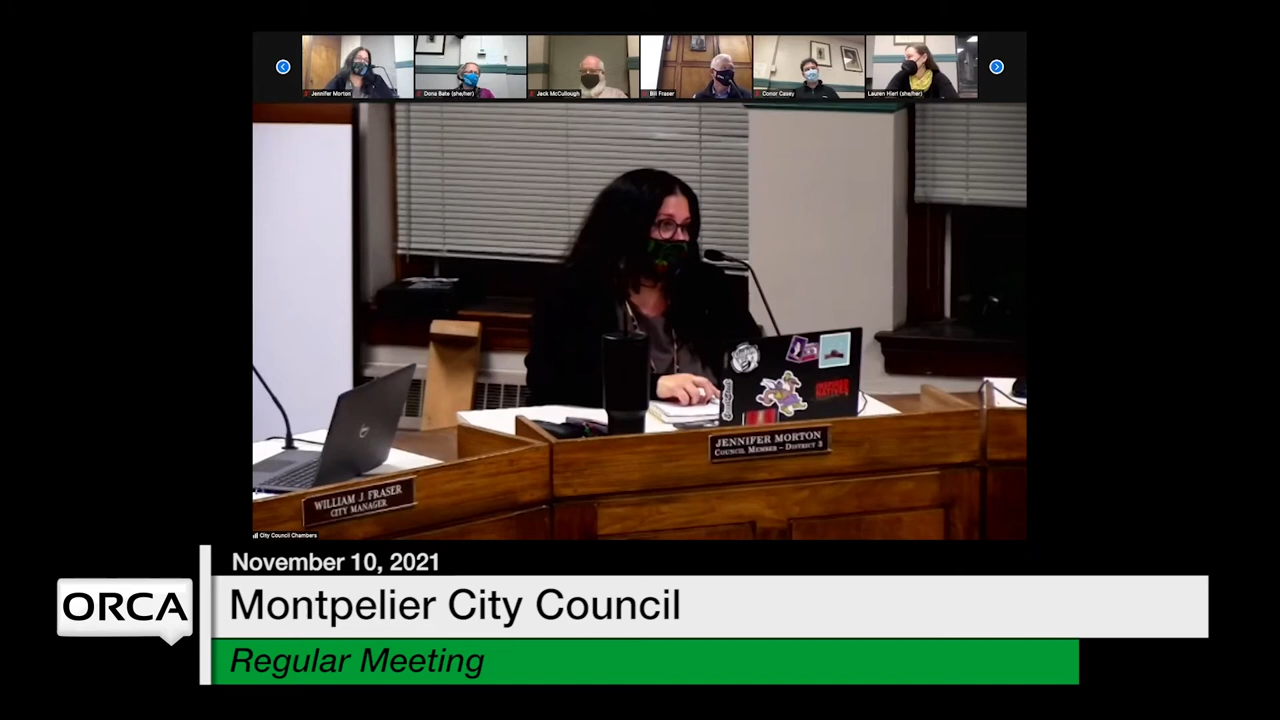 Jennifer Morton
Dona Bate (she/her)
Jack McCullough
Bill Fraser
Conor Casey
Lauren Hierl (she/her)
INSPIRED
NATIVES
JENNIFER MORTON
COUNCIL MEMBER - DISTRICT 3
WILLIAM J. FRASER
CITY MANAGER
City Council Chambers
November 10, 2021
ORCA
Montpelier City Council
Regular Meeting